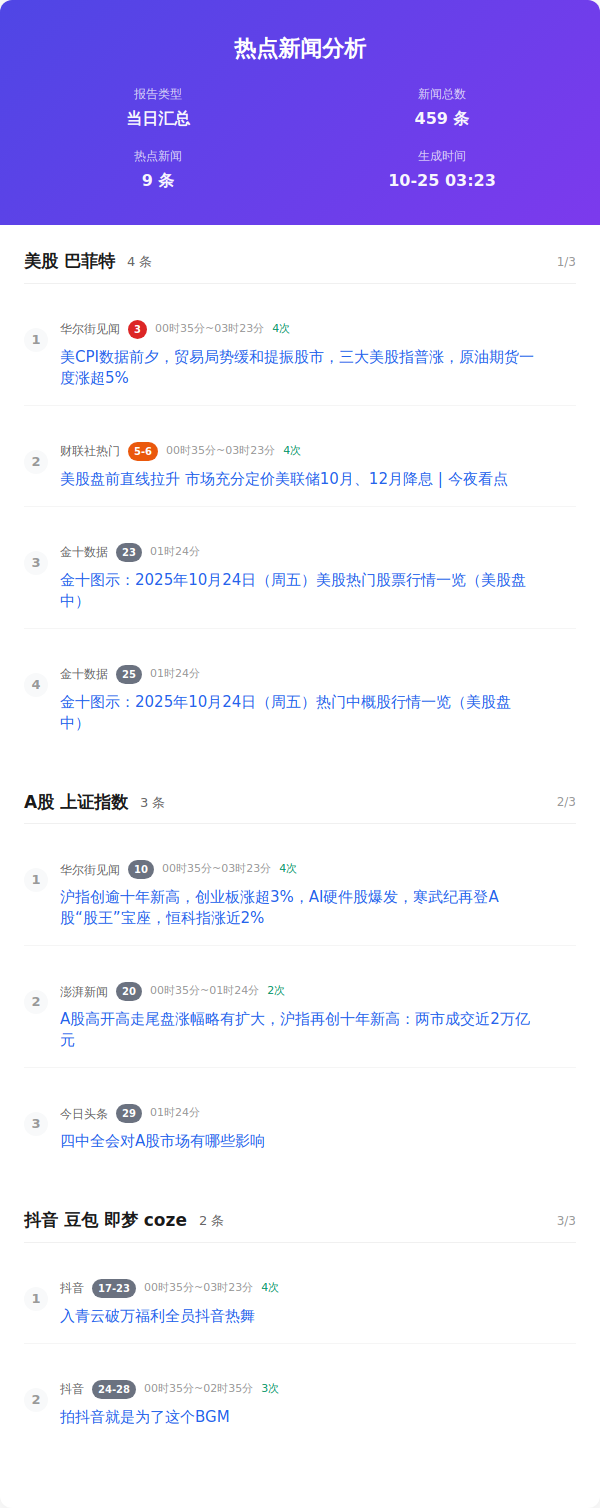 热点新闻分析
报告类型
新闻总数
当日汇总
459 条
热点新闻
生成时间
9 条
10-25 03:23
美股 巴菲特 4 条 1/3
1 华尔街见闻 3 00时35分~03时23分 4次
美CPI数据前夕，贸易局势缓和提振股市，三大美股指普涨，原油期货一
度涨超5%
2 财联社热门 5-6 00时35分~03时23分 4次
美股盘前直线拉升 市场充分定价美联储10月、12月降息 | 今夜看点
3 金十数据 23 01时24分
金十图示：2025年10月24日（周五）美股热门股票行情一览（美股盘
中）
4 金十数据 25 01时24分
金十图示：2025年10月24日（周五）热门中概股行情一览（美股盘
中）
A股 上证指数 3 条 2/3
1 华尔街见闻 10 00时35分~03时23分 4次
沪指创逾十年新高，创业板涨超3%，AI硬件股爆发，寒武纪再登A
股“股王”宝座，恒科指涨近2%
2 澎湃新闻 20 00时35分~01时24分 2次
A股高开高走尾盘涨幅略有扩大，沪指再创十年新高：两市成交近2万亿
元
3 今日头条 29 01时24分
四中全会对A股市场有哪些影响
抖音 豆包 即梦 coze 2 条 3/3
1 抖音 17-23 00时35分~03时23分 4次
入青云破万福利全员抖音热舞
2 抖音 24-28 00时35分~02时35分 3次
拍抖音就是为了这个BGM